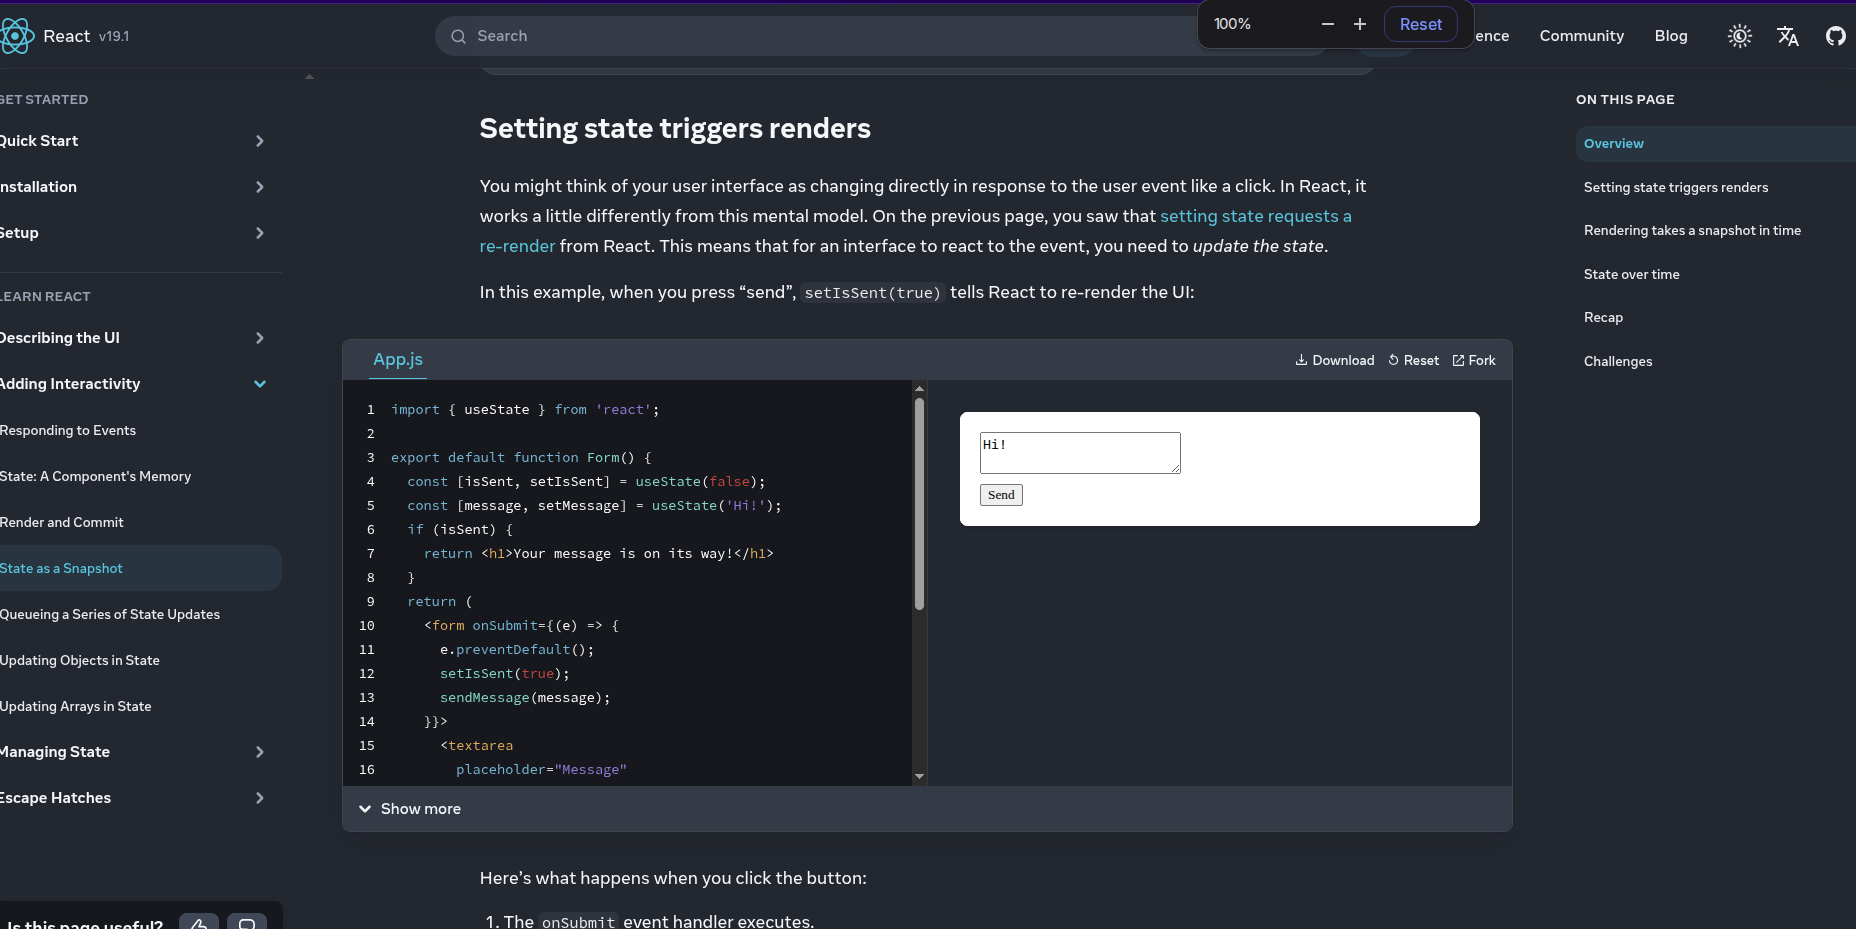 React v19.1
Search
100%
Reset
ence
Community
Blog
GET STARTED
Quick Start
Installation
Setup
LEARN REACT
Describing the UI
Adding Interactivity
Responding to Events
State: A Component's Memory
Render and Commit
State as a Snapshot
Queueing a Series of State Updates
Updating Objects in State
Updating Arrays in State
Managing State
Escape Hatches
Is this page useful?
Setting state triggers renders
You might think of your user interface as changing directly in response to the user event like a click. In React, it
works a little differently from this mental model. On the previous page, you saw that setting state requests a
re-render from React. This means that for an interface to react to the event, you need to update the state.
In this example, when you press “send”, setIsSent(true) tells React to re-render the UI:
App.js
Download
Reset
Fork
1 import { useState } from 'react';
2
3 export default function Form() {
4 const [isSent, setIsSent] = useState(false);
5 const [message, setMessage] = useState('Hi!');
6 if (isSent) {
7 return <h1>Your message is on its way!</h1>
8 }
9 return (
10 <form onSubmit={(e) => {
11 e.preventDefault();
12 setIsSent(true);
13 sendMessage(message);
14 }}>
15 <textarea
16 placeholder="Message"
Hi!
Send
Show more
Here’s what happens when you click the button:
1. The onSubmit event handler executes.
ON THIS PAGE
Overview
Setting state triggers renders
Rendering takes a snapshot in time
State over time
Recap
Challenges